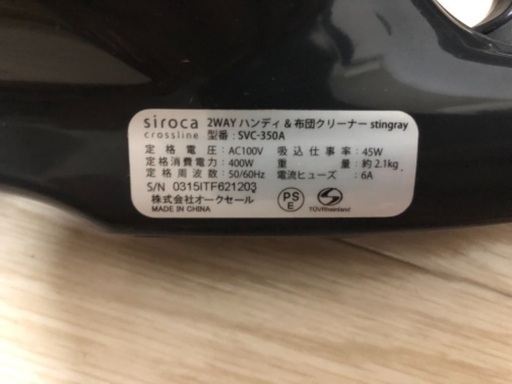 siroca 2WAY ハンディ & 布団クリーナー stingray
crossline 型番 : SVC-350A
定格電圧 : AC100V 吸込仕事率 : 45W
定格消費電力 : 400W 重量 : 約2.1kg
定格周波数 : 50/60Hz 電流ヒューズ : 6A
S/N 0315ITF621203
株式会社オークセール
MADE IN CHINA
PS
E
S
TÜVRheinland